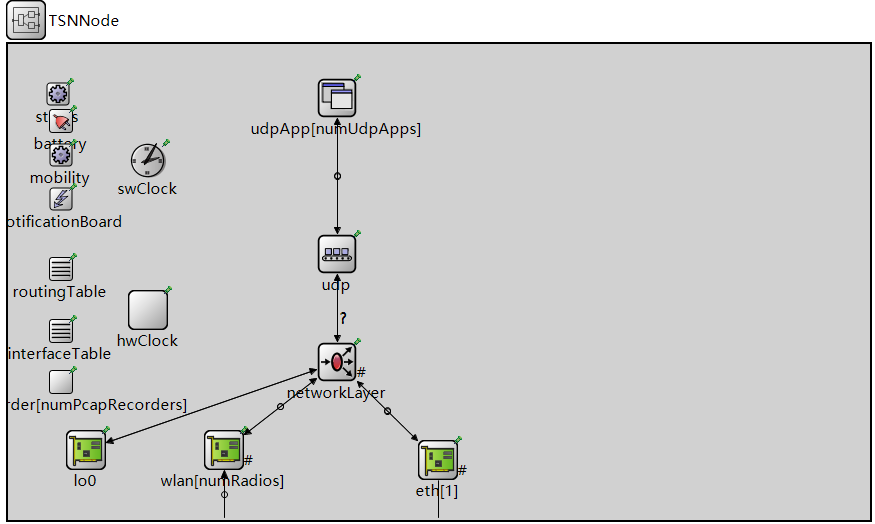 TSNNode
udpApp[numUdpApps]
battery
mobility
swClock
otificationBoard
udp
routingTable
?
hwClock
interfaceTable
#
networkLayer
rder[numPcapRecorders]
#
#
lo0
wlan[numRadios]
eth[1]